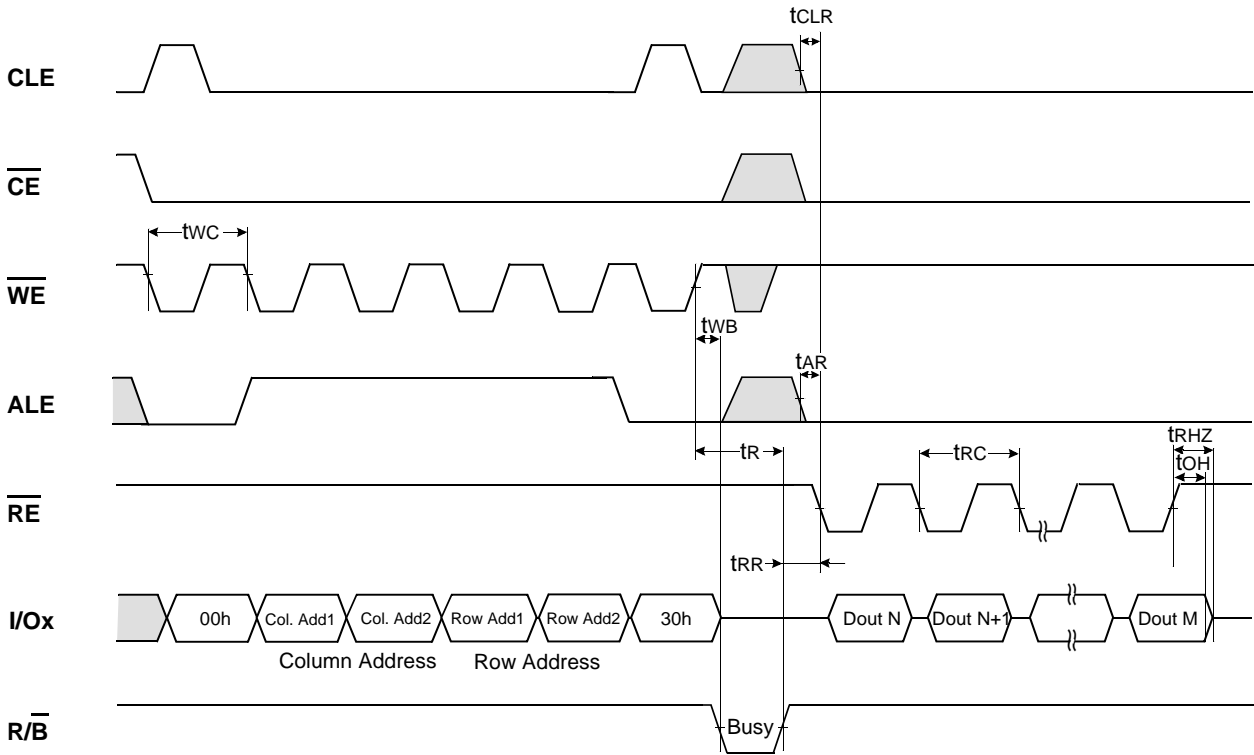 tCLR
CLE
CE
tWC
WE
tWB
tAR
ALE
tRHZ
tR
tRC
tOH
RE
tRR
I/Ox
00h
Col. Add1
Col. Add2
Row Add1
Row Add2
30h
Dout N
Dout N+1
Dout M
Column Address
Row Address
R/B
Busy